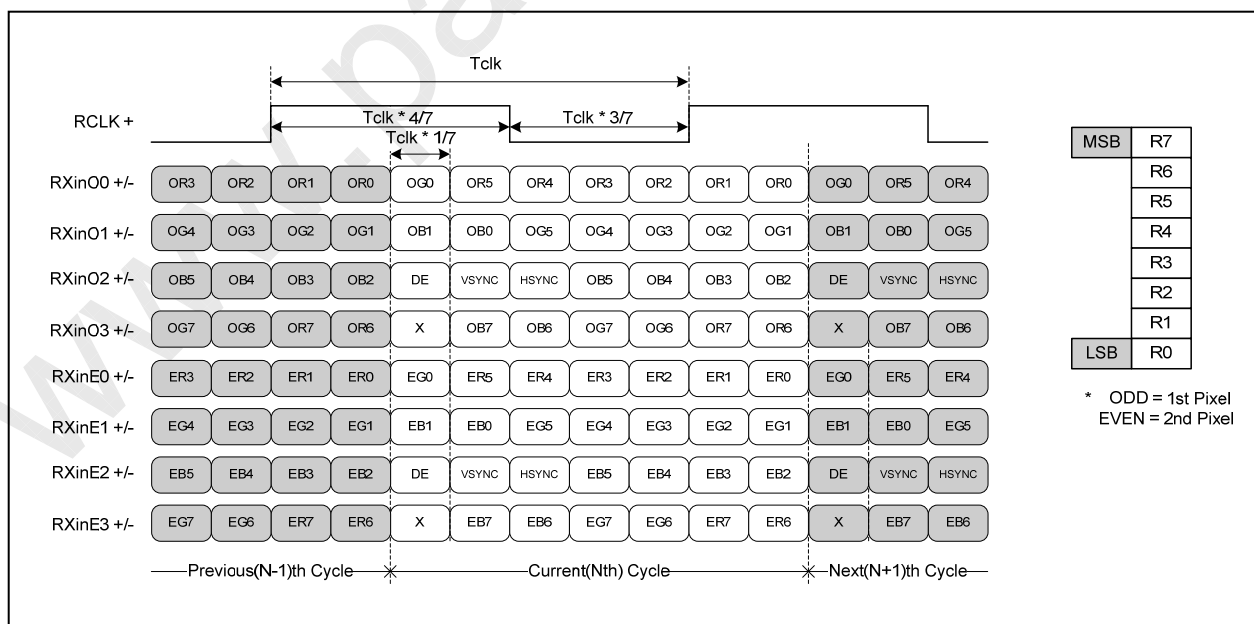 Tclk
RCLK +
Tclk * 4/7
Tclk * 3/7
Tclk * 1/7
RXinO0 +/- OR3 OR2 OR1 OR0 OG0 OR5 OR4 OR3 OR2 OR1 OR0 OG0 OR5 OR4
RXinO1 +/- OG4 OG3 OG2 OG1 OB1 OB0 OG5 OG4 OG3 OG2 OG1 OB1 OB0 OG5
RXinO2 +/- OB5 OB4 OB3 OB2 DE VSYNC HSYNC OB5 OB4 OB3 OB2 DE VSYNC HSYNC
RXinO3 +/- OG7 OG6 OR7 OR6 X OB7 OB6 OG7 OG6 OR7 OR6 X OB7 OB6
RXinE0 +/- ER3 ER2 ER1 ER0 EG0 ER5 ER4 ER3 ER2 ER1 ER0 EG0 ER5 ER4
RXinE1 +/- EG4 EG3 EG2 EG1 EB1 EB0 EG5 EG4 EG3 EG2 EG1 EB1 EB0 EG5
RXinE2 +/- EB5 EB4 EB3 EB2 DE VSYNC HSYNC EB5 EB4 EB3 EB2 DE VSYNC HSYNC
RXinE3 +/- EG7 EG6 ER7 ER6 X EB7 EB6 EG7 EG6 ER7 ER6 X EB7 EB6
Previous(N-1)th Cycle Current(Nth) Cycle Next(N+1)th Cycle
MSB R7
R6
R5
R4
R3
R2
R1
LSB R0
* ODD = 1st Pixel
EVEN = 2nd Pixel
www.p